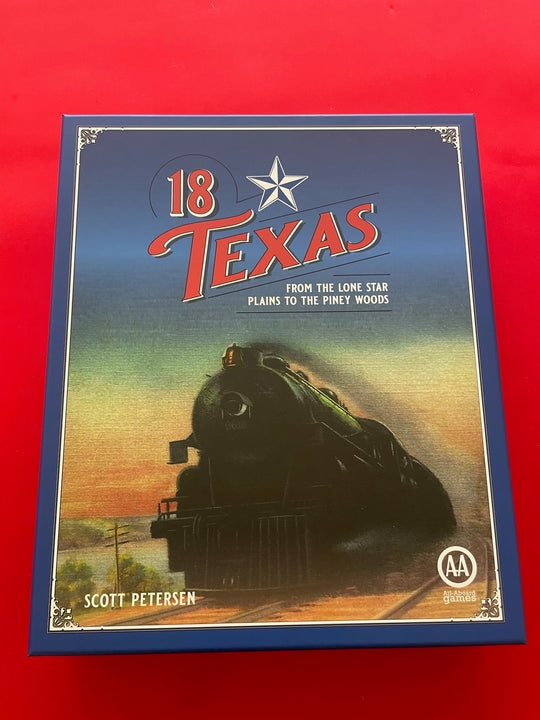 18
TEXAS
FROM THE LONE STAR
PLAINS TO THE PINEY WOODS
SCOTT PETERSEN
AA
All-Aboard
games